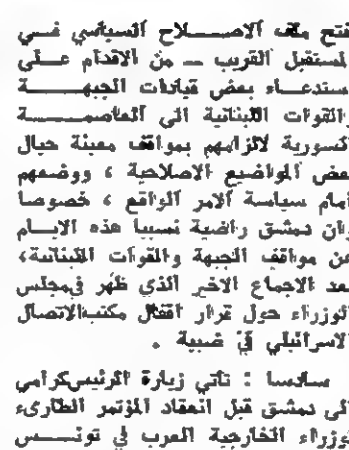 فتح ملف الاصلاح السياسي في
لمستقبل القريب ـ من الاقدام على
ستدعاء بعض قيادات الجبهة
والقوات اللبنانية الى العاصمة
لسورية لالزامهم بمواقف معينة حيال
بعض المواضيع الاصلاحية ، ووضعهم
امام سياسة الامر الواقع ، خصوصا
وان دمشق راضية نسبيا هذه الايام
عن مواقف الجبهة والقوات اللبنانية،
بعد الاجماع الاخير الذي ظهر في مجلس
الوزراء حول قرار اقفال مكتب الاتصال
الاسرائيلي في ضبية .
سادسا : تأتي زيارة الرئيس كرامي
الى دمشق قبل انعقاد المؤتمر الطارىء
لوزراء الخارجية العرب في تونس